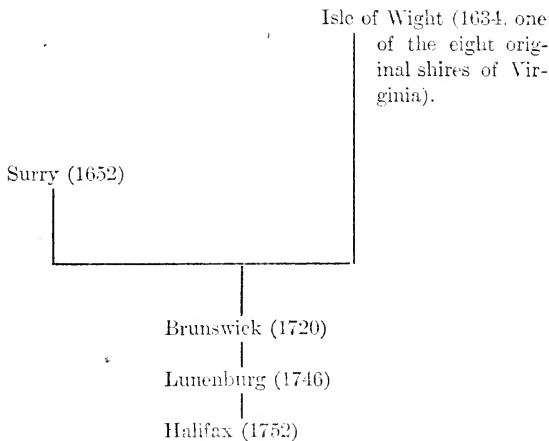 Isle of Wight (1634, one
of the eight orig-
inal shires of Vir-
ginia).
Surry (1652)
Brunswick (1720)
Lunenburg (1746)
Halifax (1752)